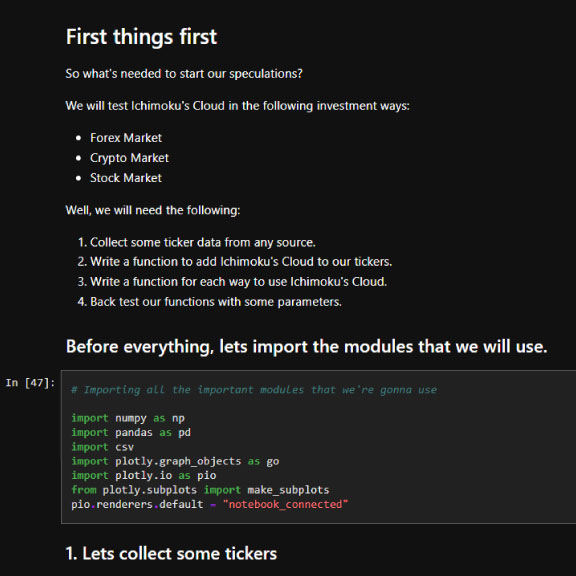 First things first
So what's needed to start our speculations?
We will test Ichimoku's Cloud in the following investment ways:
• Forex Market
• Crypto Market
• Stock Market
Well, we will need the following:
1. Collect some ticker data from any source.
2. Write a function to add Ichimoku's Cloud to our tickers.
3. Write a function for each way to use Ichimoku's Cloud.
4. Back test our functions with some parameters.
Before everything, lets import the modules that we will use.
In [47]:
# Importing all the important modules that we're gonna use
import numpy as np
import pandas as pd
import csv
import plotly.graph_objects as go
import plotly.io as pio
from plotly.subplots import make_subplots
pio.renderers.default = "notebook_connected"
1. Lets collect some tickers